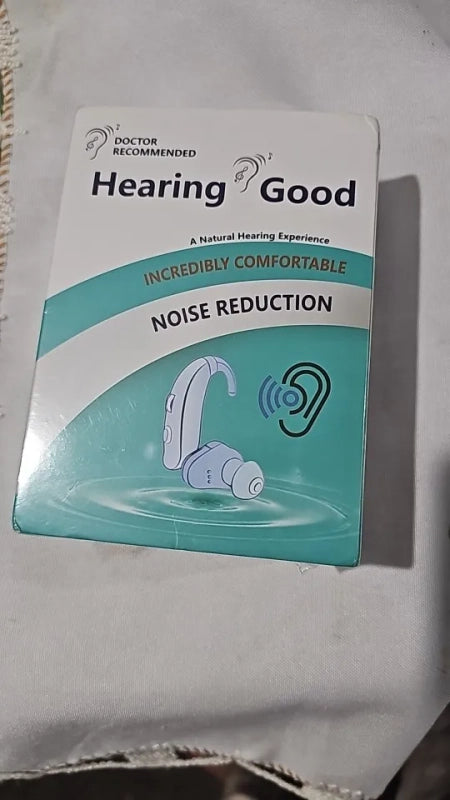 DOCTOR
RECOMMENDED
Hearing Good
A Natural Hearing Experience
INCREDIBLY COMFORTABLE
NOISE REDUCTION